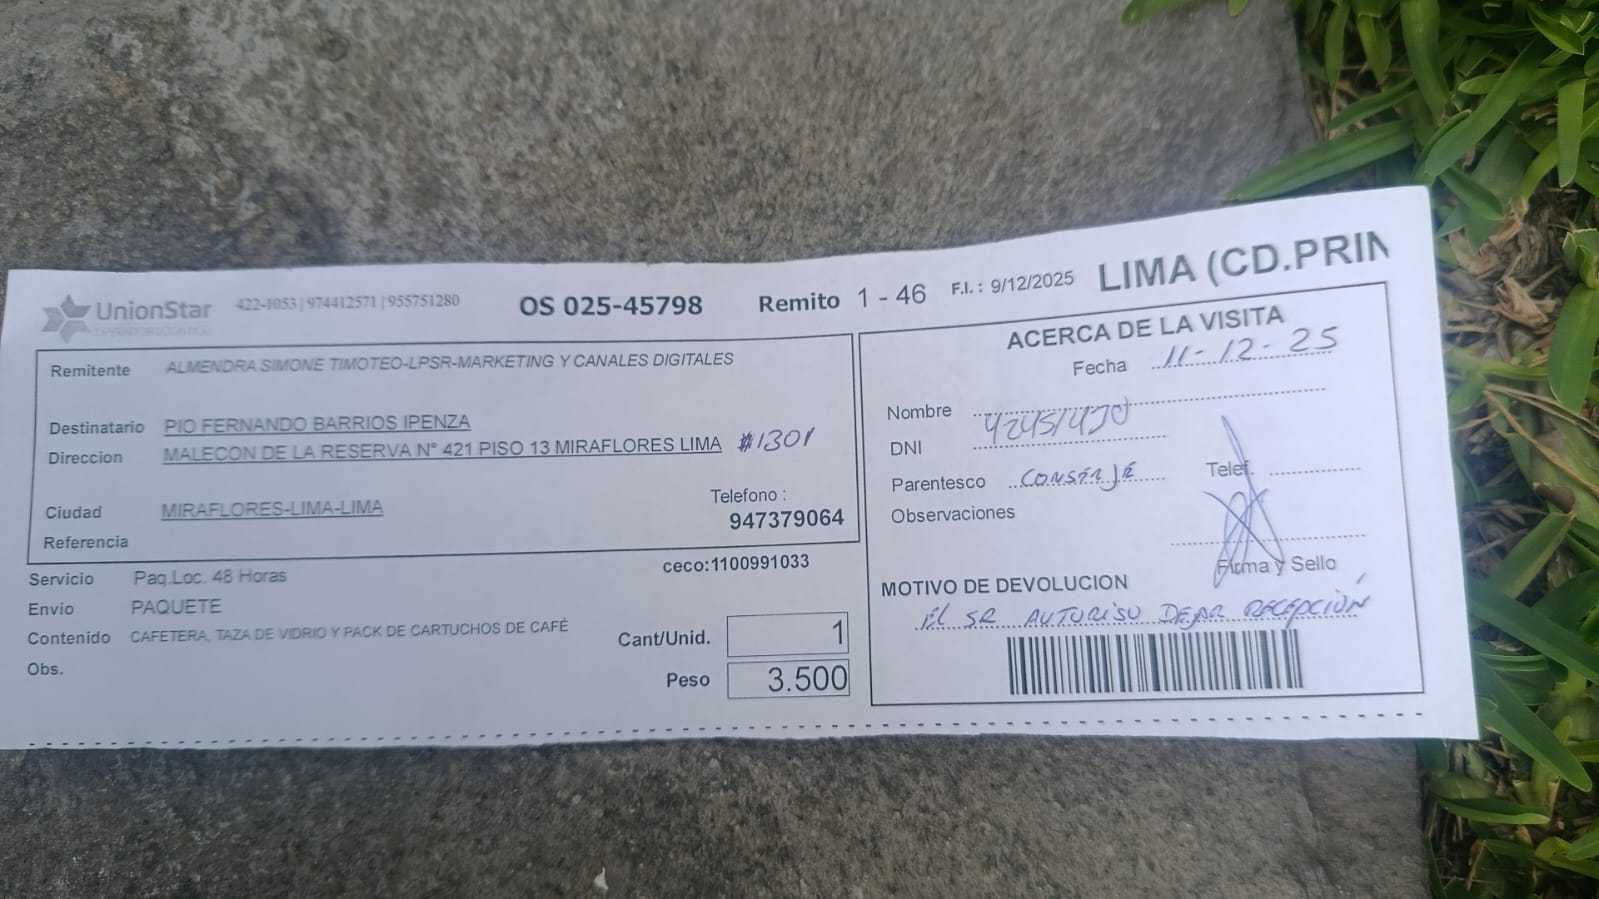 UnionStar 422-1053 | 974412571 | 955751280 OS 025-45798 Remito 1 - 46 F.I. : 9/12/2025 LIMA (CD.PRIN
OPERADOR LOGISTICO
Remitente ALMENDRA SIMONE TIMOTEO-LPSR-MARKETING Y CANALES DIGITALES
Destinatario PIO FERNANDO BARRIOS IPENZA
Direccion MALECON DE LA RESERVA N° 421 PISO 13 MIRAFLORES LIMA #1301
Ciudad MIRAFLORES-LIMA-LIMA
Telefono :
947379064
Referencia
Servicio Paq.Loc. 48 Horas
ceco:1100991033
Envio PAQUETE
Contenido CAFETERA, TAZA DE VIDRIO Y PACK DE CARTUCHOS DE CAFÉ
Cant/Unid. 1
Obs.
Peso 3.500
ACERCA DE LA VISITA
Fecha 11-12-25
Nombre
DNI
Parentesco CONSERJE Telef.
Observaciones
Firma y Sello
MOTIVO DE DEVOLUCION
EL SR AUTORISO DEJAR RECEPCIÓN